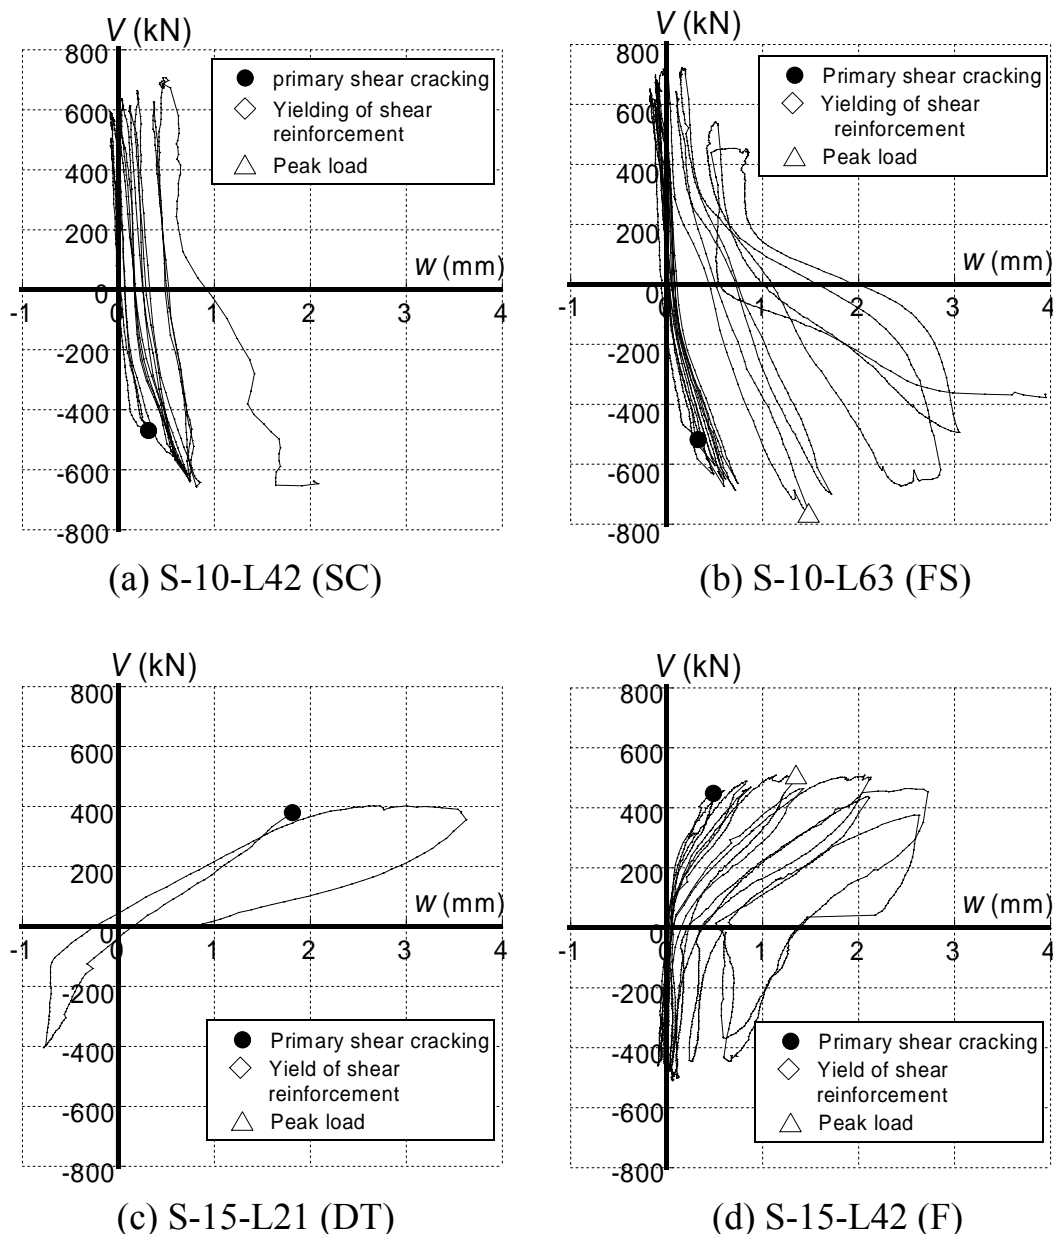 V (kN)
800
600
400
200
0
-200
-400
-600
-800
-1
0
1
2
3
4
w (mm)
primary shear cracking
Yielding of shear
reinforcement
Peak load
(a) S-10-L42 (SC)
V (kN)
800
600
400
200
0
-200
-400
-600
-800
-1
0
1
2
3
4
w (mm)
Primary shear cracking
Yielding of shear
reinforcement
Peak load
(b) S-10-L63 (FS)
V (kN)
800
600
400
200
0
-200
-400
-600
-800
-1
0
1
2
3
4
w (mm)
Primary shear cracking
Yield of shear
reinforcement
Peak load
(c) S-15-L21 (DT)
V (kN)
800
600
400
200
0
-200
-400
-600
-800
-1
0
1
2
3
4
w (mm)
Primary shear cracking
Yield of shear
reinforcement
Peak load
(d) S-15-L42 (F)